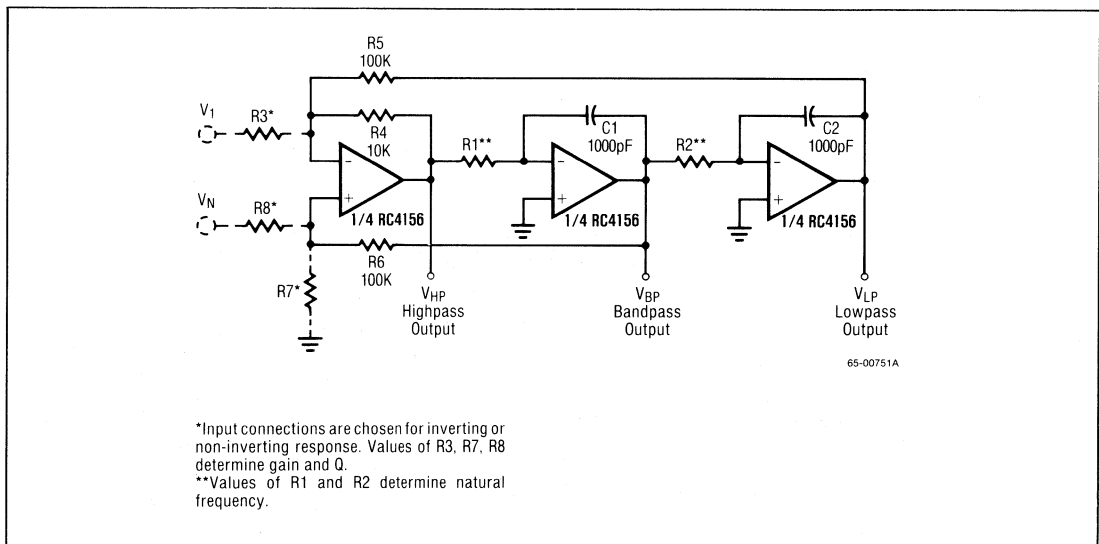 R5
100K
V1
R3*
R4
10K
R1**
C1
1000pF
R2**
C2
1000pF
−
+
1/4 RC4156
−
+
1/4 RC4156
−
+
1/4 RC4156
VN
R8*
R6
100K
R7*
VHP
Highpass
Output
VBP
Bandpass
Output
VLP
Lowpass
Output
65-00751A
*Input connections are chosen for inverting or
non-inverting response. Values of R3, R7, R8
determine gain and Q.
**Values of R1 and R2 determine natural
frequency.